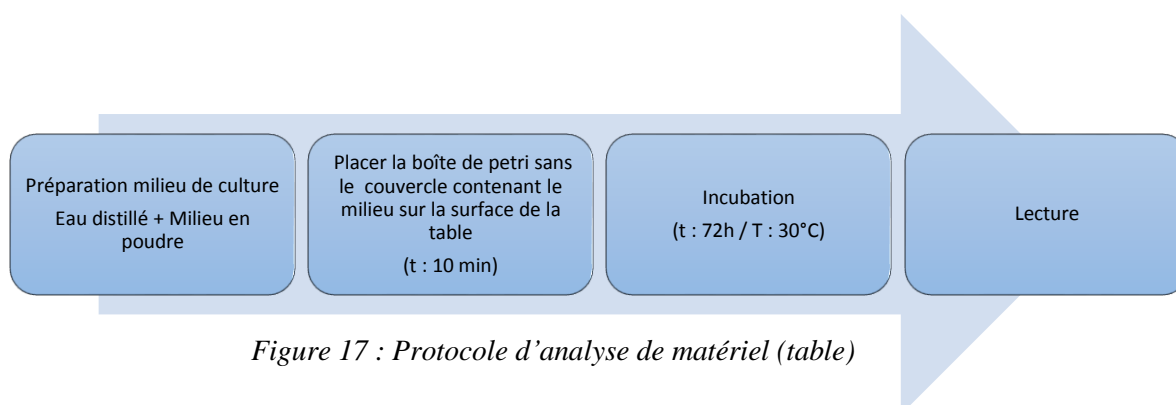 Préparation milieu de culture
Eau distillé + Milieu en
poudre
Placer la boîte de petri sans
le couvercle contenant le
milieu sur la surface de la
table
(t : 10 min)
Incubation
(t : 72h / T : 30°C)
Lecture
Figure 17 : Protocole d'analyse de matériel (table)